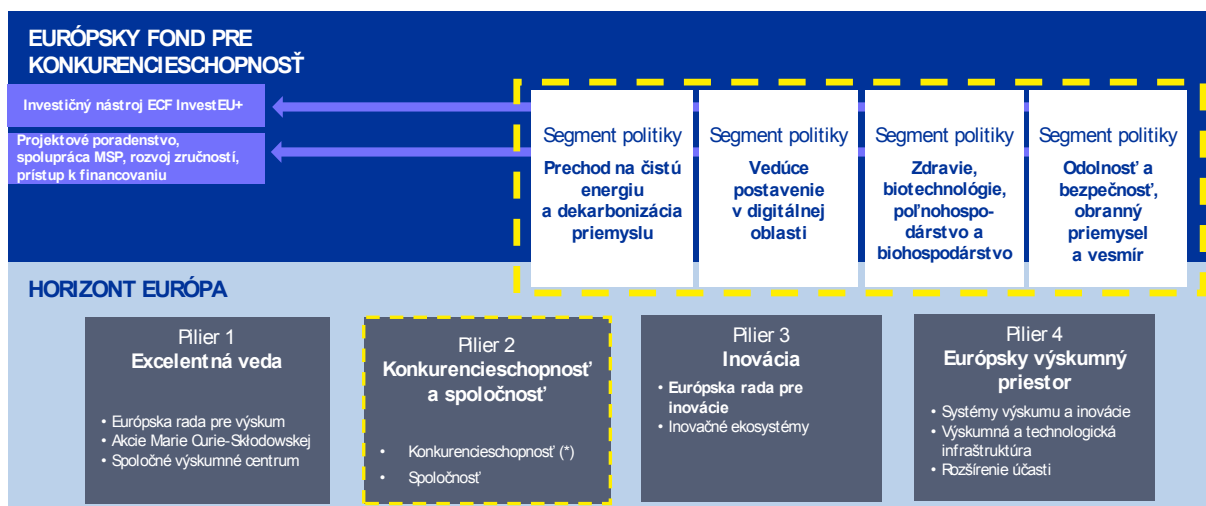 EURÓPSKY FOND PRE
KONKURENCIESCHOPNOSŤ
Investičný nástroj ECF InvestEU+
Projektové poradenstvo,
spolupráca MSP, rozvoj zručností,
prístup k financovaniu
Segment politiky
Prechod na čistú
energiu
a dekarbonizácia
priemyslu
Segment politiky
Vedúce
postavenie
v digitálnej
oblasti
Segment politiky
Zdravie,
biotechnológie,
poľnohospo-
dárstvo a
biohospodárstvo
Segment politiky
Odolnosť a
bezpečnosť,
obranný
priemysel
a vesmír
HORIZONT EURÓPA
Pilier 1
Excelentná veda
• Európska rada pre výskum
• Akcie Marie Curie-Skłodowskej
• Spoločné výskumné centrum
Pilier 2
Konkurencieschopnosť
a spoločnosť
• Konkurencieschopnosť (*)
• Spoločnosť
Pilier 3
Inovácia
• Európska rada pre
inovácie
• Inovačné ekosystémy
Pilier 4
Európsky výskumný
priestor
• Systémy výskumu a inovácie
• Výskumná a technologická
infraštruktúra
• Rozšírenie účasti